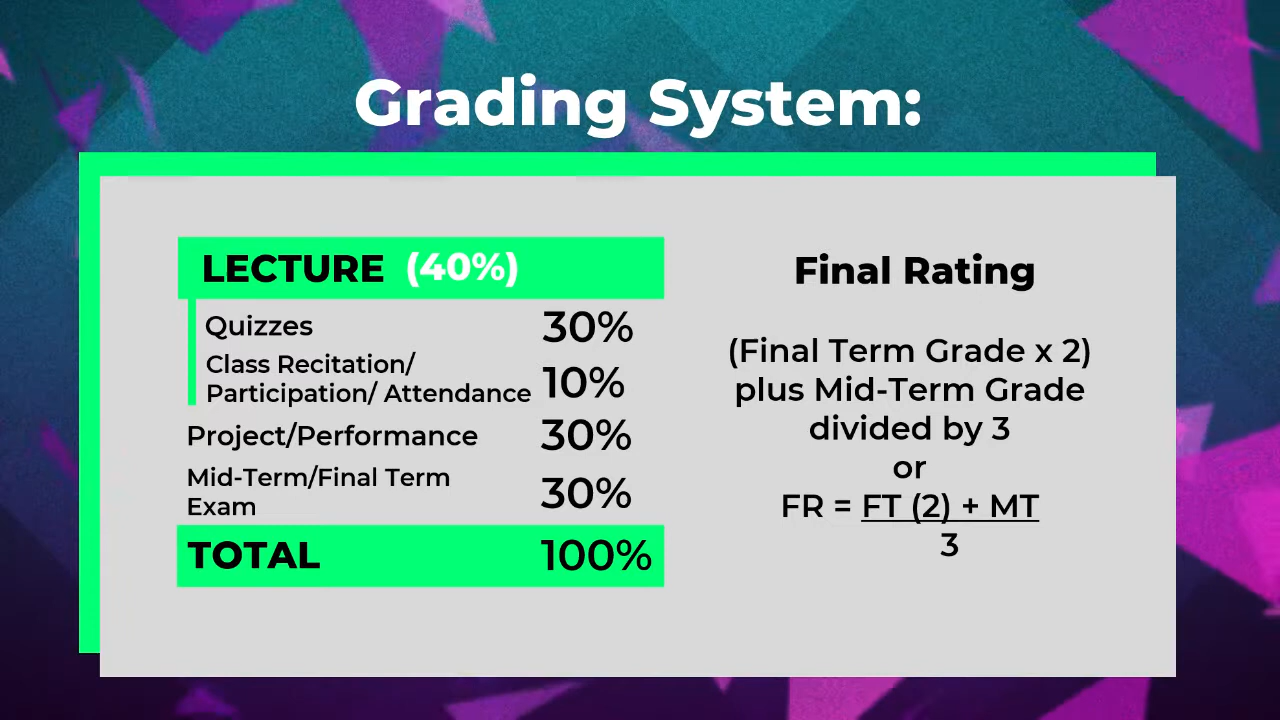 Grading System:
LECTURE (40%)
Quizzes 30%
Class Recitation/
Participation/ Attendance 10%
Project/Performance 30%
Mid-Term/Final Term
Exam 30%
TOTAL 100%
Final Rating
(Final Term Grade x 2)
plus Mid-Term Grade
divided by 3
or
FR = FT (2) + MT
3